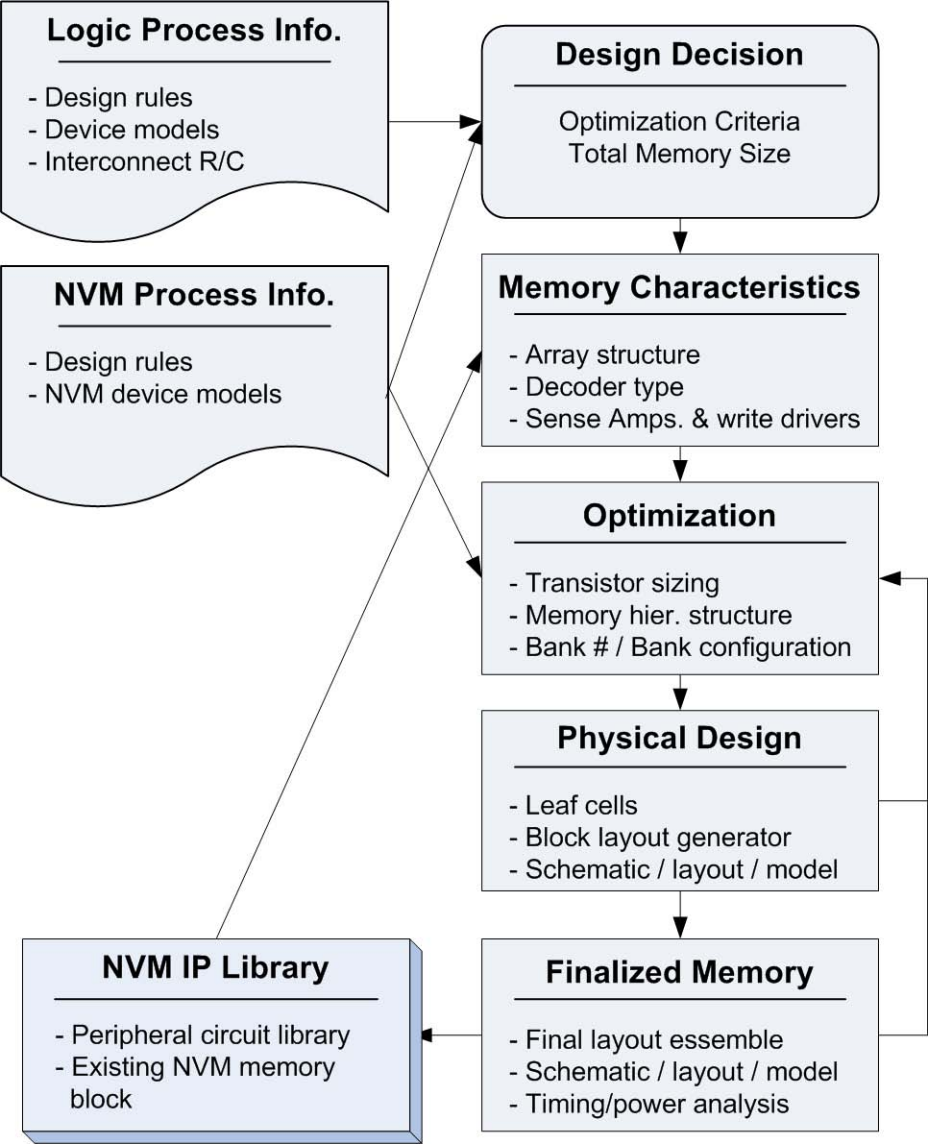 Logic Process Info.
- Design rules
- Device models
- Interconnect R/C
NVM Process Info.
- Design rules
- NVM device models
Design Decision
Optimization Criteria
Total Memory Size
Memory Characteristics
- Array structure
- Decoder type
- Sense Amps. & write drivers
Optimization
- Transistor sizing
- Memory hier. structure
- Bank # / Bank configuration
Physical Design
- Leaf cells
- Block layout generator
- Schematic / layout / model
NVM IP Library
- Peripheral circuit library
- Existing NVM memory
block
Finalized Memory
- Final layout essemble
- Schematic / layout / model
- Timing/power analysis